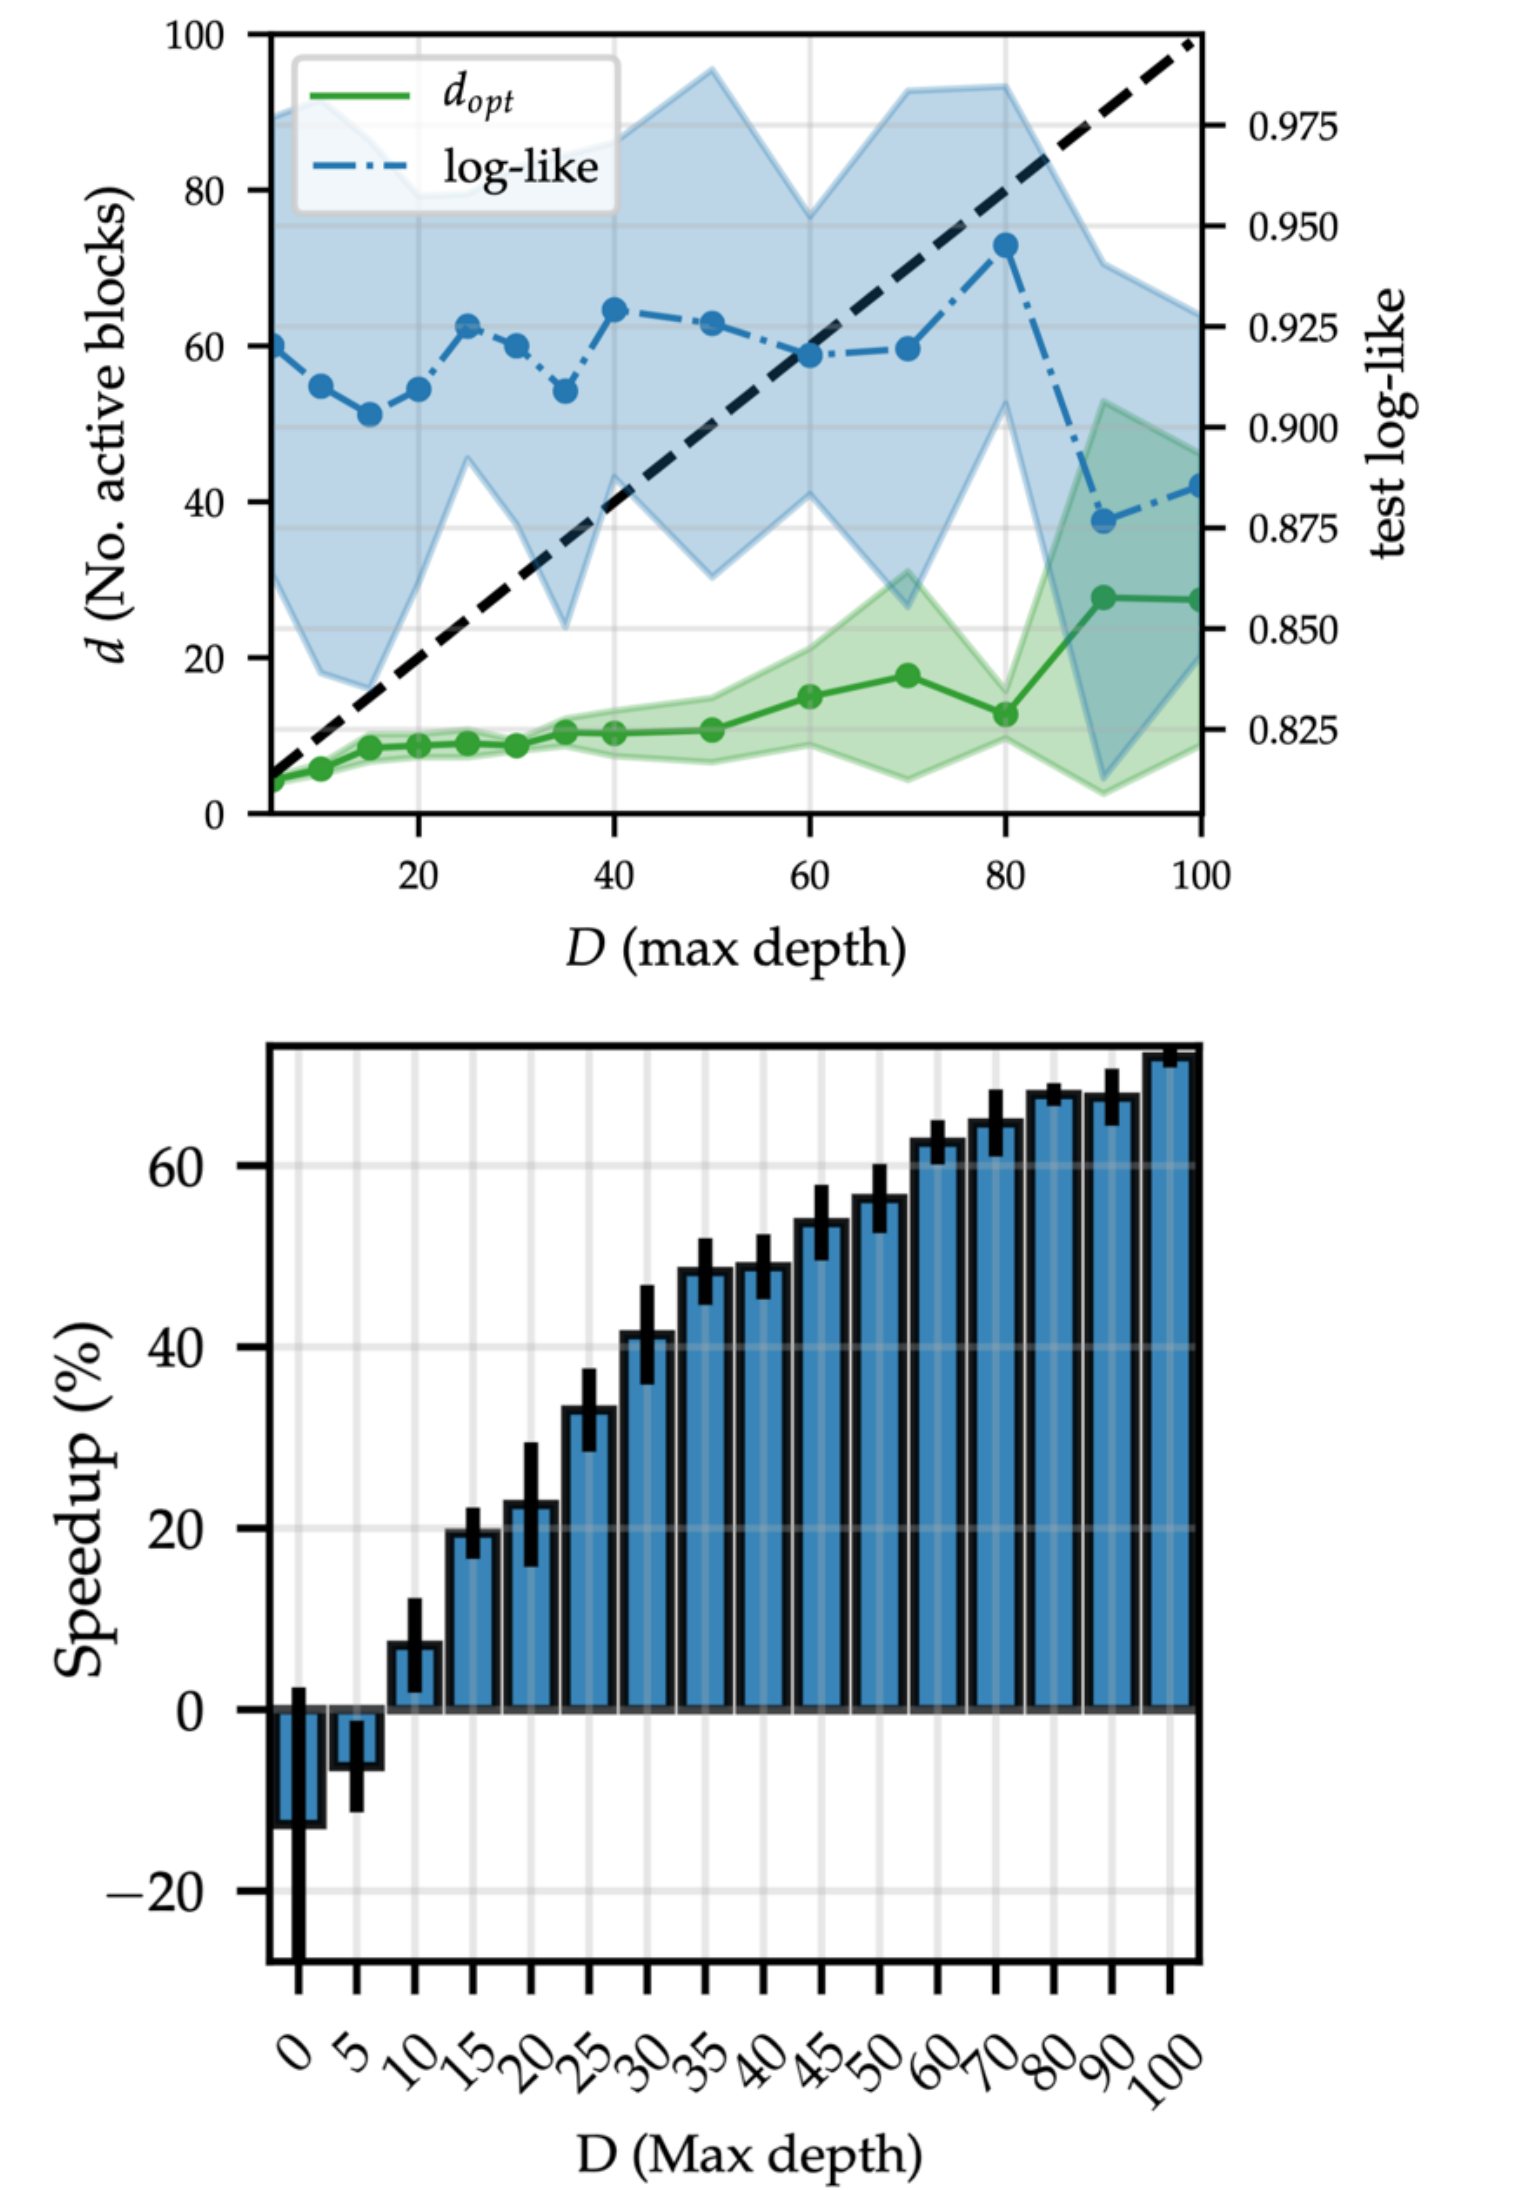 100
80
60
40
20
0
d (No. active blocks)
d_opt
log-like
0.975
0.950
0.925
0.900
0.875
0.850
0.825
test log-like
20 40 60 80 100
D (max depth)
60
40
20
0
−20
Speedup (%)
0 5 10 15 20 25 30 35 40 45 50 60 70 80 90 100
D (Max depth)